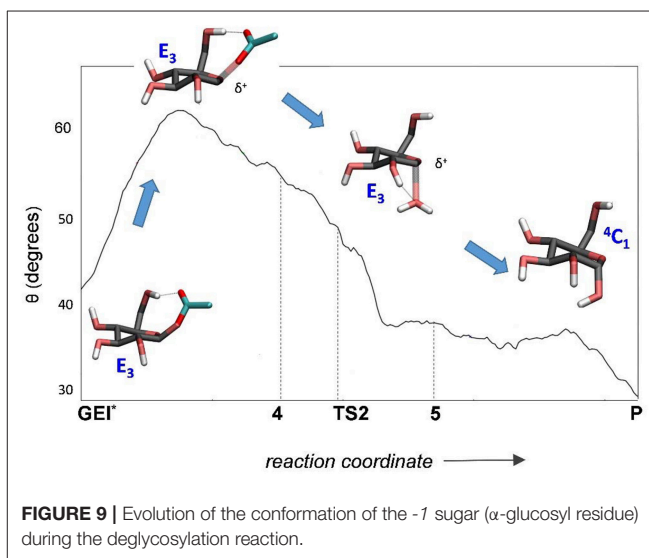 E3
δ+
60
E3
δ+
50
θ (degrees)
4C1
40
E3
30
GEI*
4
TS2
5
P
reaction coordinate
FIGURE 9 | Evolution of the conformation of the -1 sugar (α-glucosyl residue)
during the deglycosylation reaction.